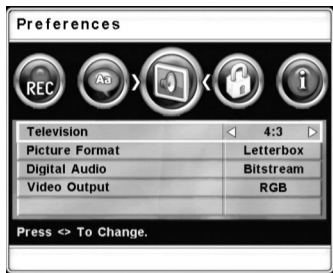 Preferences
REC
Aa
i
Television ◁ 4:3 ▷
Picture Format Letterbox
Digital Audio Bitstream
Video Output RGB
Press <> To Change.